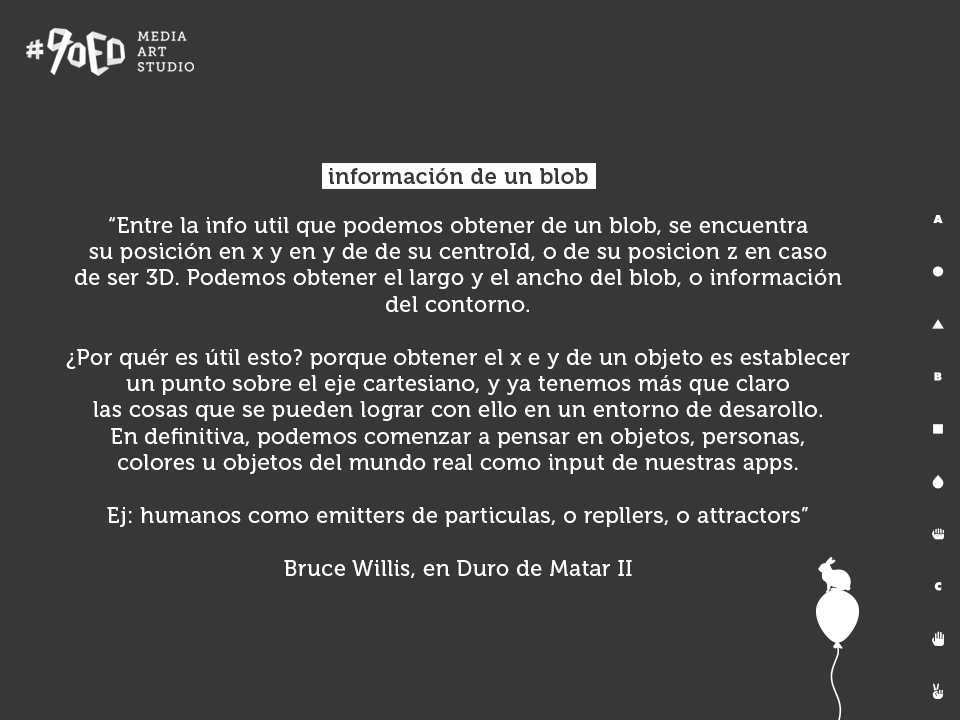 #90ED
MEDIA
ART
STUDIO
información de un blob
“Entre la info util que podemos obtener de un blob, se encuentra
su posición en x y en y de de su centroId, o de su posicion z en caso
de ser 3D. Podemos obtener el largo y el ancho del blob, o información
del contorno.
¿Por quér es útil esto? porque obtener el x e y de un objeto es establecer
un punto sobre el eje cartesiano, y ya tenemos más que claro
las cosas que se pueden lograr con ello en un entorno de desarollo.
En definitiva, podemos comenzar a pensar en objetos, personas,
colores u objetos del mundo real como input de nuestras apps.
Ej: humanos como emitters de particulas, o repllers, o attractors”
Bruce Willis, en Duro de Matar II
A
B
C